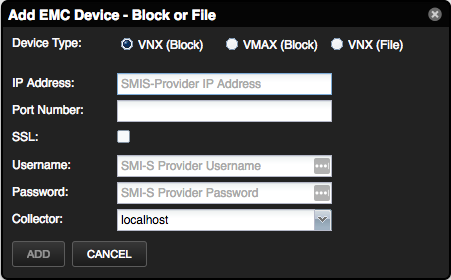 Add EMC Device - Block or File
Device Type: VNX (Block) VMAX (Block) VNX (File)
IP Address: SMIS-Provider IP Address
Port Number:
SSL:
Username: SMI-S Provider Username
Password: SMI-S Provider Password
Collector: localhost
ADD CANCEL